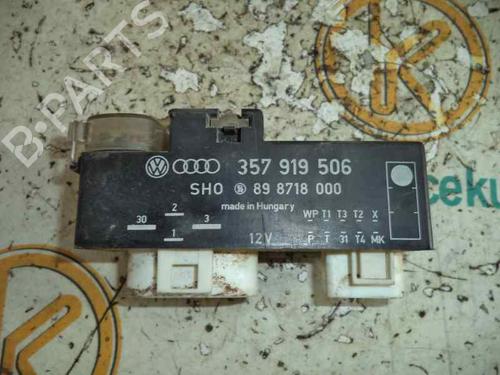 B-PARTS
357 919 506
SHO 89 8718 000
made in Hungary
WP T1 T3 T2 X
30 2 3
1
12V P T 31 T4 MK
ceku